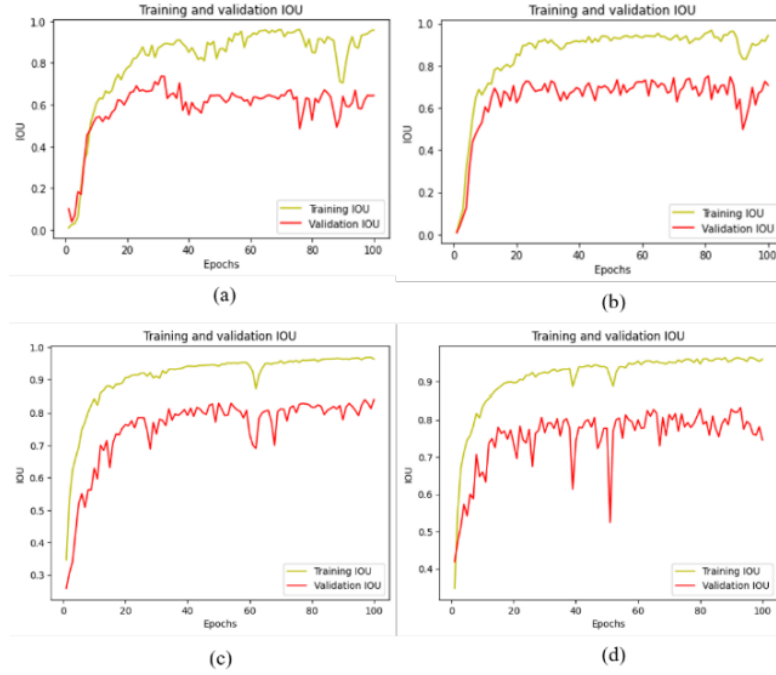 Training and validation IOU
1.0
0.8
0.6
0.4
0.2
0.0
IOU
Training IOU
Validation IOU
0 20 40 60 80 100
Epochs
(a)
Training and validation IOU
1.0
0.8
0.6
0.4
0.2
0.0
IOU
Training IOU
Validation IOU
0 20 40 60 80 100
Epochs
(b)
Training and validation IOU
1.0
0.9
0.8
0.7
0.6
0.5
0.4
0.3
IOU
Training IOU
Validation IOU
0 20 40 60 80 100
Epochs
(c)
Training and validation IOU
0.9
0.8
0.7
0.6
0.5
0.4
IOU
Training IOU
Validation IOU
0 20 40 60 80 100
Epochs
(d)